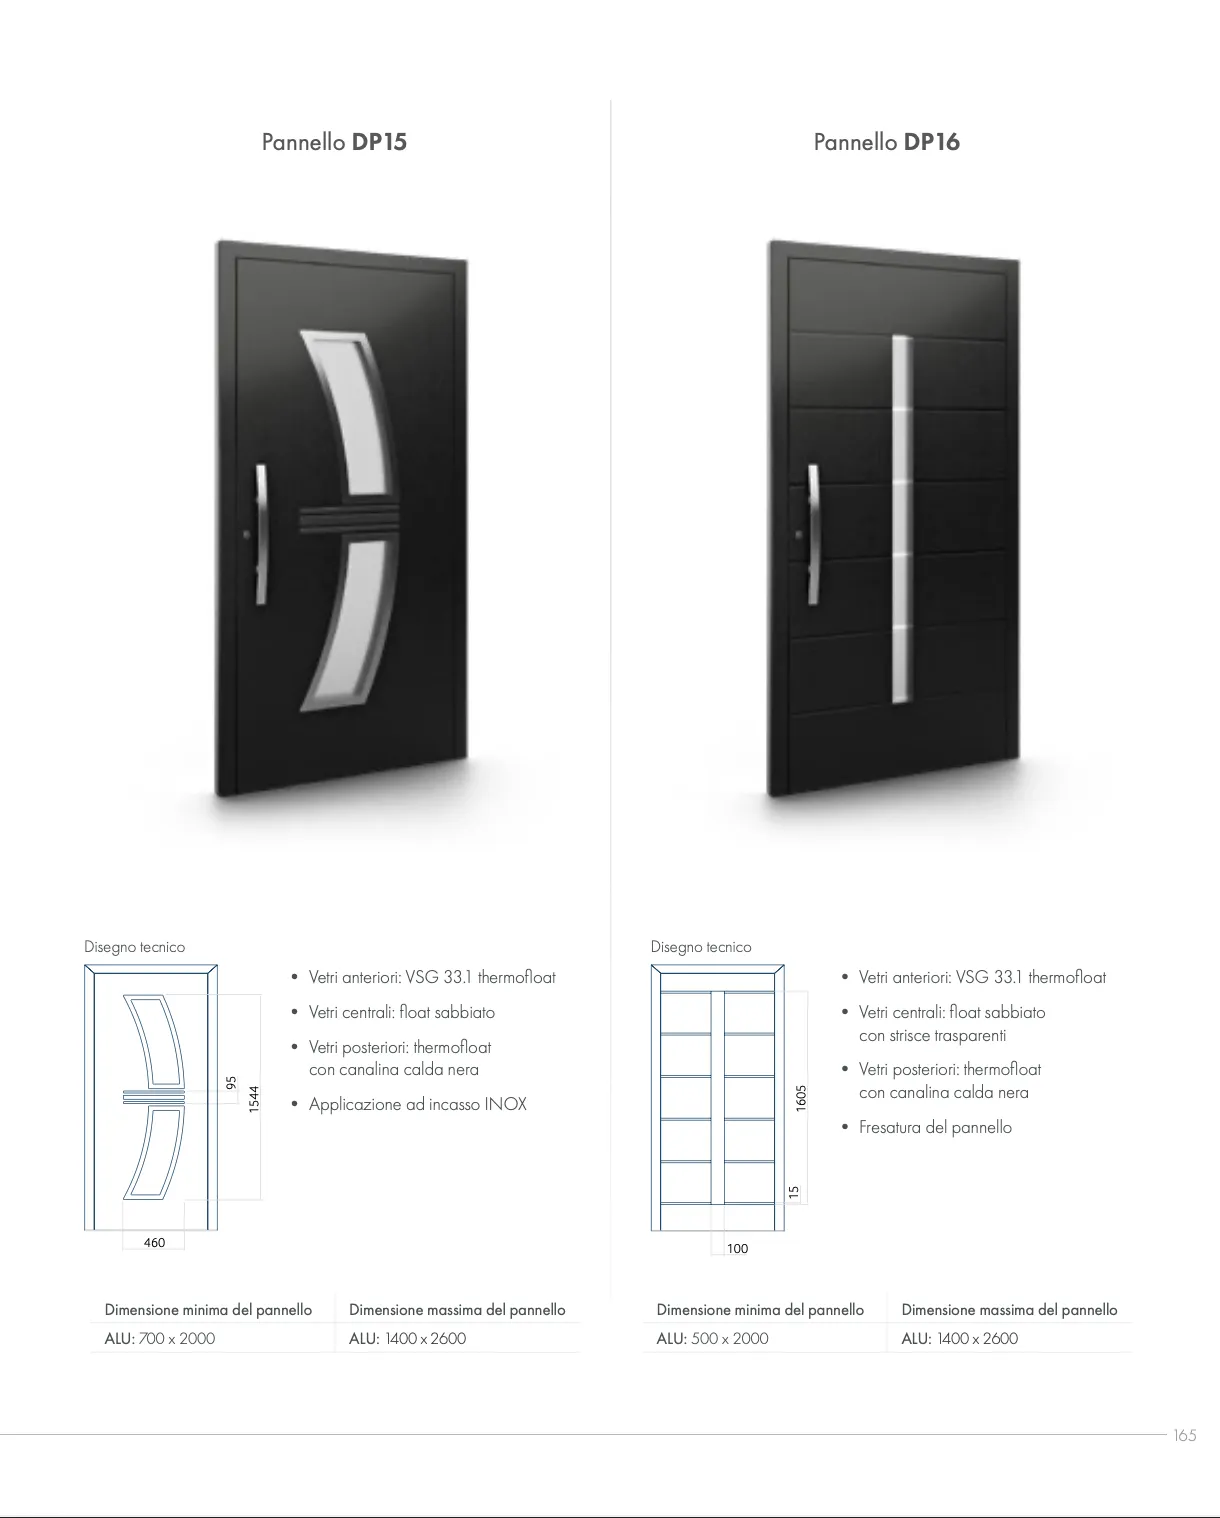 Pannello DP15
Disegno tecnico
95
1544
460
• Vetri anteriori: VSG 33.1 thermofloat
• Vetri centrali: float sabbiato
• Vetri posteriori: thermofloat
con canalina calda nera
• Applicazione ad incasso INOX
Dimensione minima del pannello
Dimensione massima del pannello
ALU: 700 x 2000
ALU: 1400 x 2600
Pannello DP16
Disegno tecnico
1605
15
100
• Vetri anteriori: VSG 33.1 thermofloat
• Vetri centrali: float sabbiato
con strisce trasparenti
• Vetri posteriori: thermofloat
con canalina calda nera
• Fresatura del pannello
Dimensione minima del pannello
Dimensione massima del pannello
ALU: 500 x 2000
ALU: 1400 x 2600
165